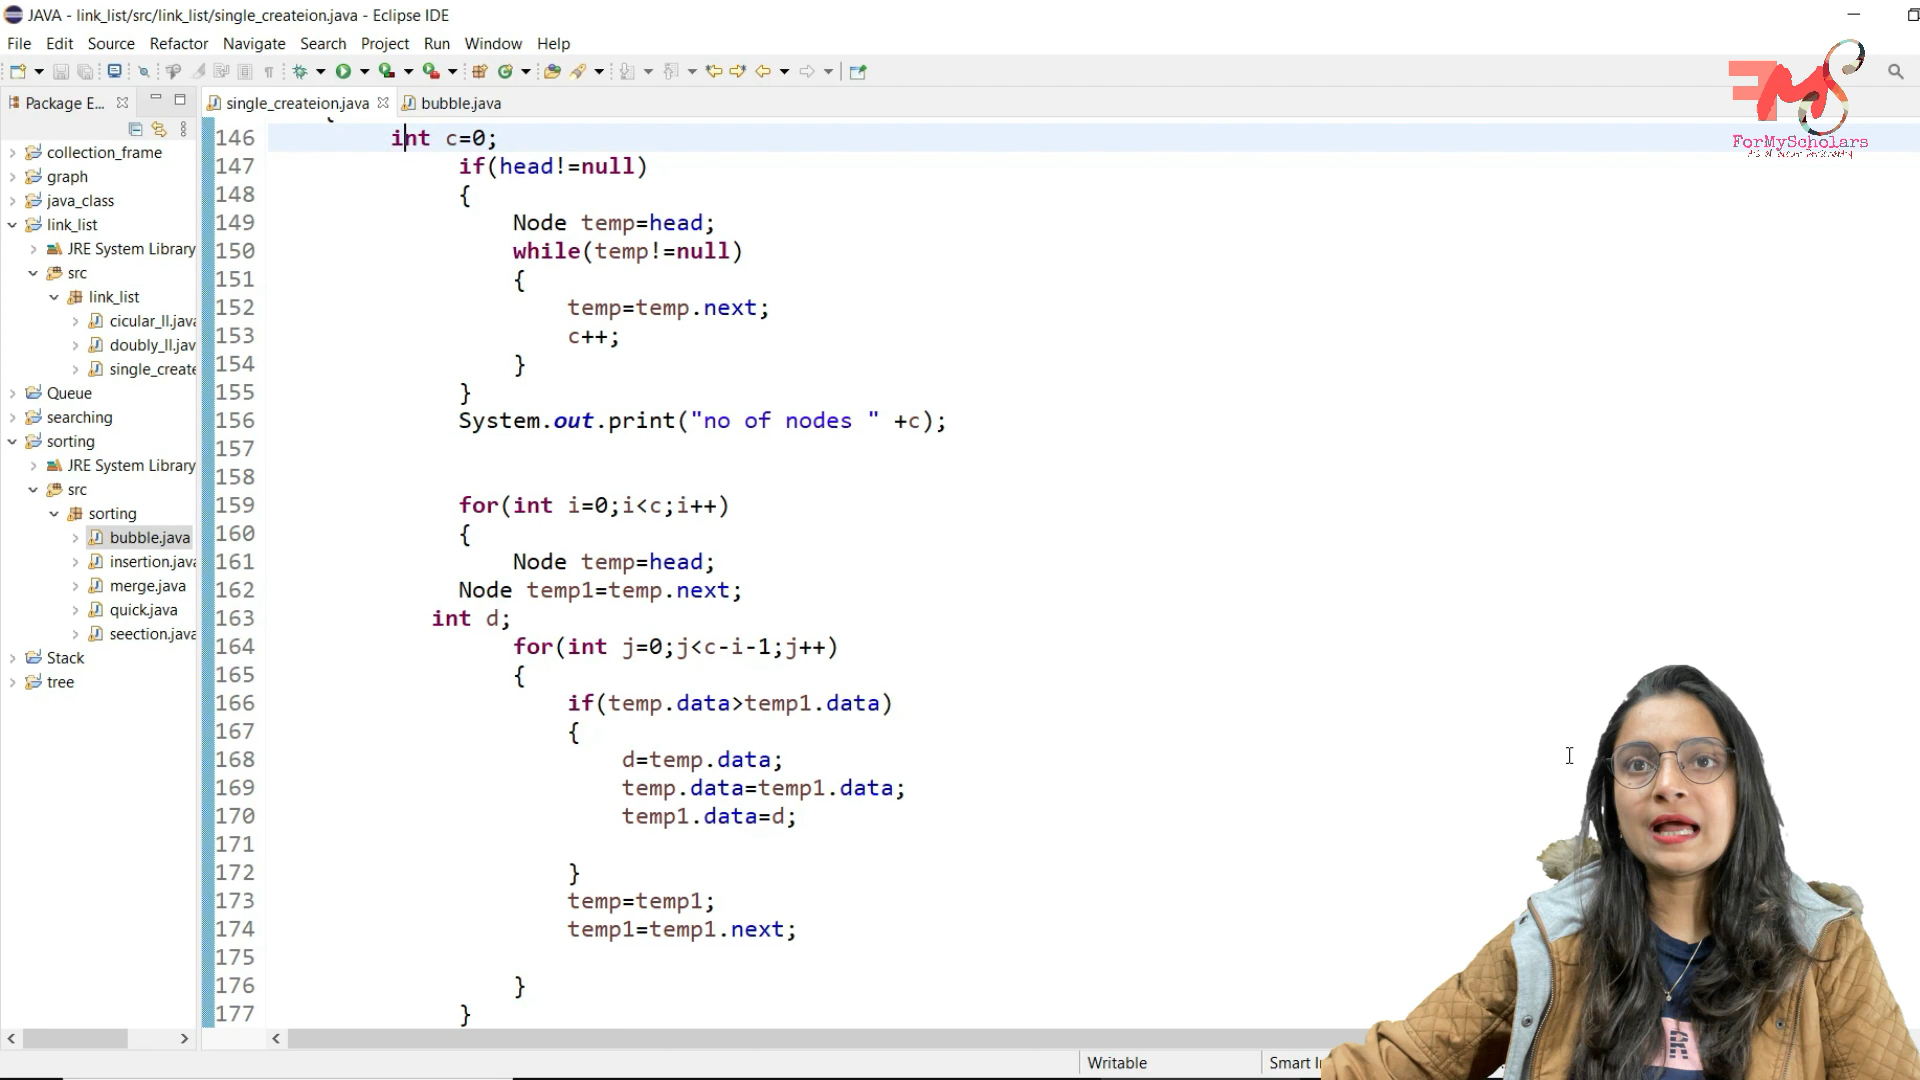 JAVA - link_list/src/link_list/single_createion.java - Eclipse IDE
File Edit Source Refactor Navigate Search Project Run Window Help
Package E...
single_createion.java
bubble.java
FMS
ForMyScholars
collection_frame
graph
java_class
link_list
JRE System Library
src
link_list
cicular_ll.java
doubly_ll.jav
single_create
Queue
searching
sorting
JRE System Library
src
sorting
bubble.java
insertion.java
merge.java
quick.java
seection.java
Stack
tree
146 int c=0;
147 if(head!=null)
148 {
149 Node temp=head;
150 while(temp!=null)
151 {
152 temp=temp.next;
153 c++;
154 }
155 }
156 System.out.print("no of nodes " +c);
157
158
159 for(int i=0;i<c;i++)
160 {
161 Node temp=head;
162 Node temp1=temp.next;
163 int d;
164 for(int j=0;j<c-i-1;j++)
165 {
166 if(temp.data>temp1.data)
167 {
168 d=temp.data;
169 temp.data=temp1.data;
170 temp1.data=d;
171
172 }
173 temp=temp1;
174 temp1=temp1.next;
175
176 }
177 }
Writable
Smart In